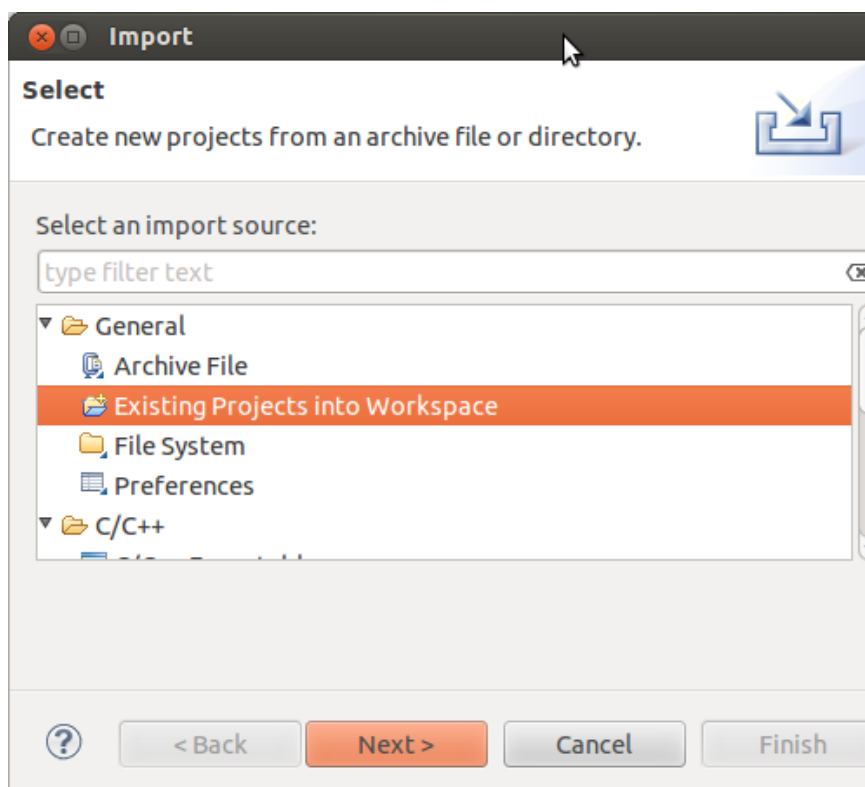 Import
Select
Create new projects from an archive file or directory.
Select an import source:
type filter text
General
Archive File
Existing Projects into Workspace
File System
Preferences
C/C++
?
< Back
Next >
Cancel
Finish